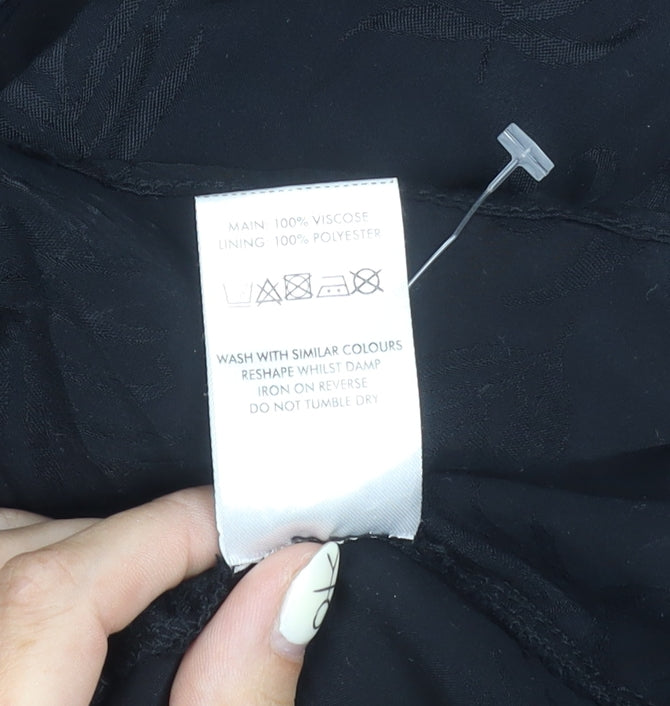 MAIN: 100% VISCOSE
LINING: 100% POLYESTER
WASH WITH SIMILAR COLOURS
RESHAPE WHILST DAMP
IRON ON REVERSE
DO NOT TUMBLE DRY